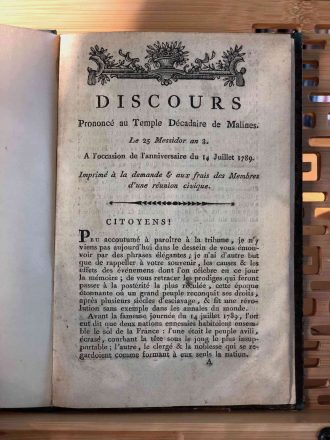 DISCOURS
Prononcé au Temple Décadaire de Malines.
Le 25 Messidor an 2.
A l'occasion de l'anniversaire du 14 Juillet 1789.
Imprimé à la demande & aux frais des Membres
d'une réunion civique.
CITOYENS!
PEU accoutumé à paroître à la tribune, je n'y
viens pas aujourd'hui dans le dessein de vous émou-
voir par des phrases élégantes; je n'ai d'autre but
que de rappeller à votre souvenir, les causes & les
effets des événemens dont l'on célebre en ce jour
la mémoire; de vous retracer les prodiges qui feront
passer à la postérité la plus reculée, cette époque
étonnante où un grand peuple reconquit ses droits,
après plusieurs siècles d'esclavage, & fit une révo-
lution sans exemple dans les annales du monde.
Avant la fameuse journée du 14 juillet 1789, l'on
eut dit que deux nations ennemies habitoient ensem-
ble le sol de la France: l'une étoit le peuple avili,
écrasé, courbant la tête sous le joug le plus insup-
portable; l'autre, le clergé & la noblesse qui se re-
gardoient comme formant à eux seuls la nation.
A